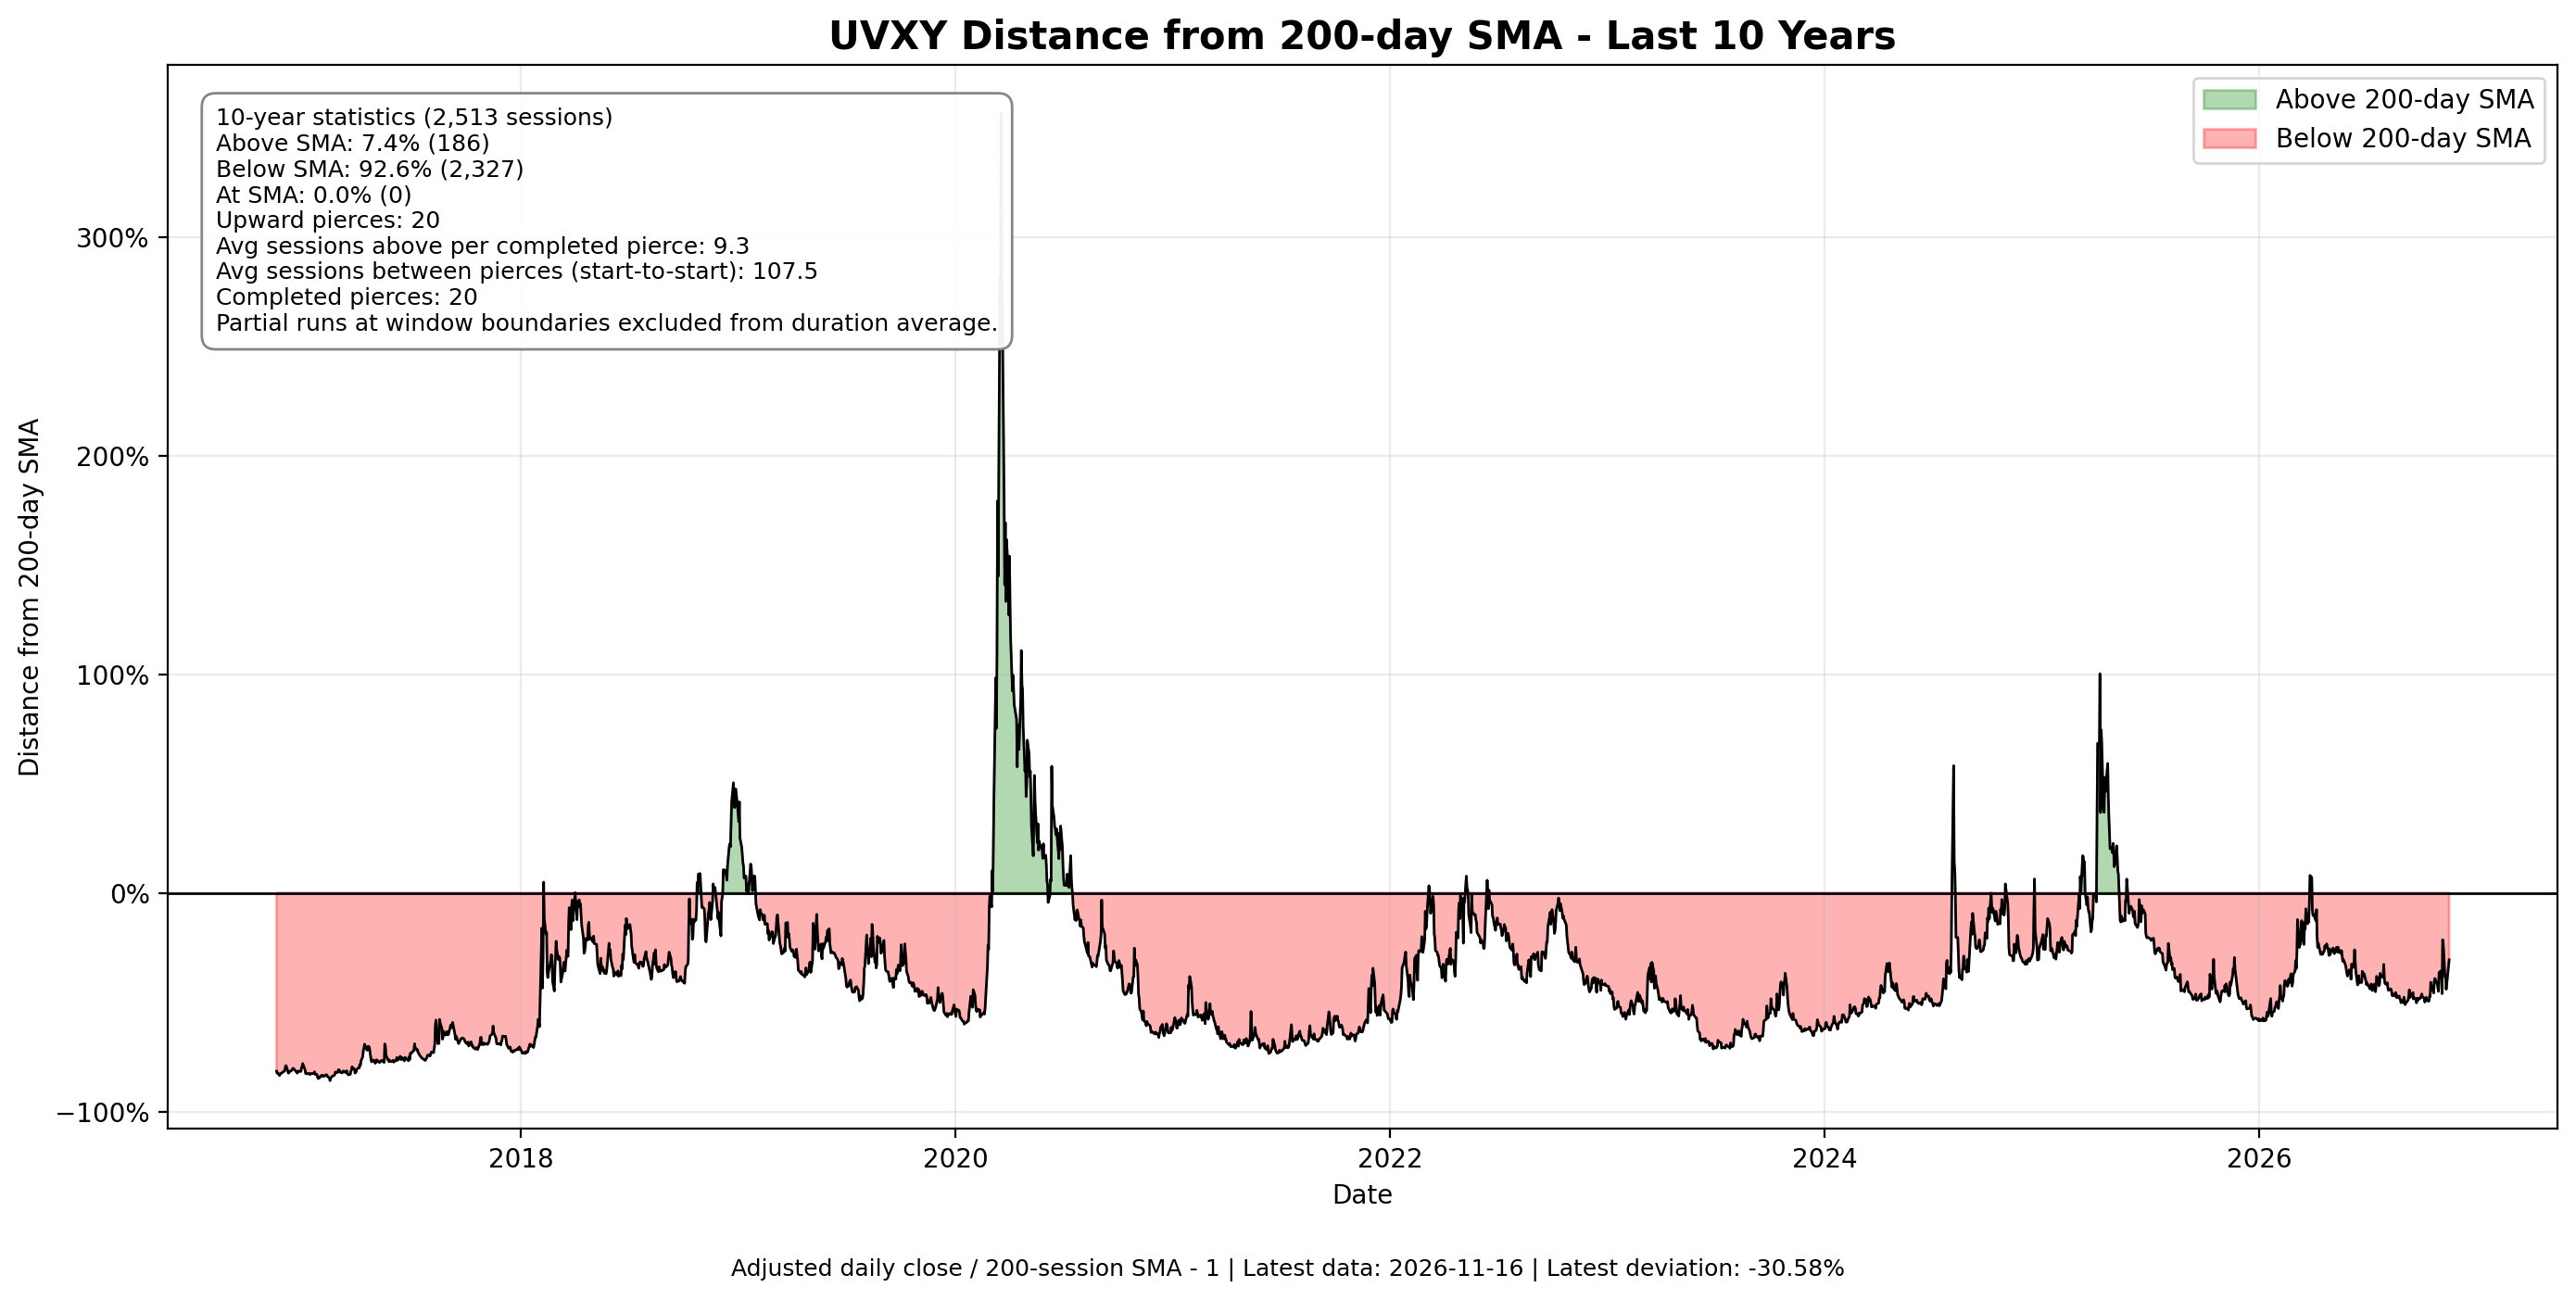 UVXY Distance from 200-day SMA - Last 10 Years
10-year statistics (2,513 sessions)
Above SMA: 7.4% (186)
Below SMA: 92.6% (2,327)
At SMA: 0.0% (0)
Upward pierces: 20
Avg sessions above per completed pierce: 9.3
Avg sessions between pierces (start-to-start): 107.5
Completed pierces: 20
Partial runs at window boundaries excluded from duration average.
Above 200-day SMA
Below 200-day SMA
Distance from 200-day SMA
300%
200%
100%
0%
−100%
2018
2020
2022
2024
2026
Date
Adjusted daily close / 200-session SMA - 1 | Latest data: 2026-11-16 | Latest deviation: -30.58%